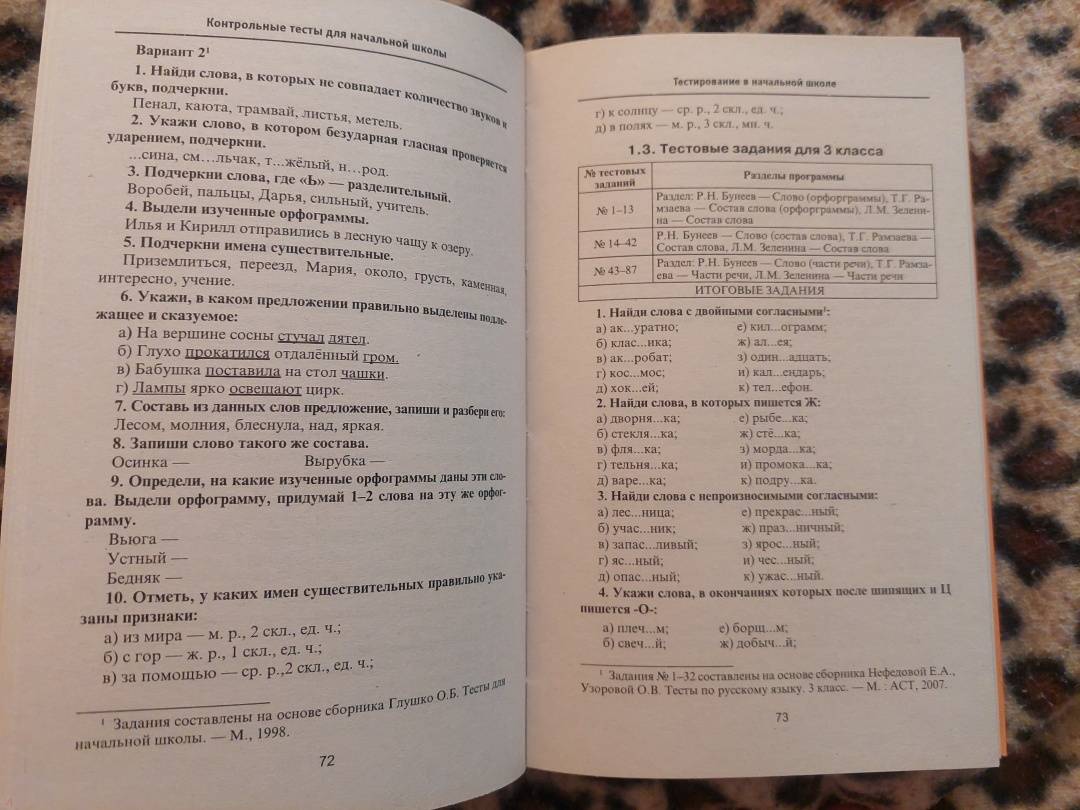 Контрольные тесты для начальной школы
Вариант 2¹
1. Найди слова, в которых не совпадает количество звуков и
букв, подчеркни.
Пенал, каюта, трамвай, листья, метель.
2. Укажи слово, в котором безударная гласная проверяется
ударением, подчеркни.
...сина, см...льчак, т...жёлый, н...род.
3. Подчеркни слова, где «Ь» — разделительный.
Воробей, пальцы, Дарья, сильный, учитель.
4. Выдели изученные орфограммы.
Илья и Кирилл отправились в лесную чащу к озеру.
5. Подчеркни имена существительные.
Приземлиться, переезд, Мария, около, грусть, каменная,
интересно, учение.
6. Укажи, в каком предложении правильно выделены подле-
жащее и сказуемое:
а) На вершине сосны стучал дятел.
б) Глухо прокатился отдалённый гром.
в) Бабушка поставила на стол чашки.
г) Лампы ярко освещают цирк.
7. Составь из данных слов предложение, запиши и разбери его:
Лесом, молния, блеснула, над, яркая.
8. Запиши слово такого же состава.
Осинка — Вырубка —
9. Определи, на какие изученные орфограммы даны эти сло-
ва. Выдели орфограмму, придумай 1–2 слова на эту же орфог-
рамму.
Вьюга —
Устный —
Бедняк —
10. Отметь, у каких имен существительных правильно ука-
заны признаки:
а) из мира — м. р., 2 скл., ед. ч.;
б) с гор — ж. р., 1 скл., ед. ч.;
в) за помощью — ср. р.,2 скл., ед. ч.;
¹ Задания составлены на основе сборника Глушко О.Б. Тесты для
начальной школы. — М., 1998.
72
Тестирование в начальной школе
г) к солнцу — ср. р., 2 скл., ед. ч.;
д) в полях — м. р., 3 скл., мн. ч.
1.3. Тестовые задания для 3 класса
№ тестовых заданий Разделы программы
№ 1–13 Раздел: Р.Н. Бунеев — Слово (орфорграммы), Т.Г. Ра-
мзаева — Состав слова (орфорграммы), Л.М. Зелени-
на — Состав слова
№ 14–42 Р.Н. Бунеев — Слово (состав слова), Т.Г. Рамзаева —
Состав слова, Л.М. Зеленина — Состав слова
№ 43–87 Раздел: Р.Н. Бунеев — Слово (части речи), Т.Г. Рамза-
ева — Части речи, Л.М. Зеленина — Части речи
ИТОГОВЫЕ ЗАДАНИЯ
1. Найди слова с двойными согласными¹:
а) ак...уратно; е) кил...ограмм;
б) клас...ика; ж) ал...ея;
в) ак...робат; з) один...адцать;
г) кос...мос; и) кал...ендарь;
д) хок...ей; к) тел...ефон.
2. Найди слова, в которых пишется Ж:
а) дворня...ка; е) рыбе...ка;
б) стекля...ка; ж) стё...ка;
в) фля...ка; з) морда...ка;
г) тельня...ка; и) промока...ка;
д) варе...ка; к) подру...ка.
3. Найди слова с непроизносимыми согласными:
а) лес...ница; е) прекрас...ный;
б) учас...ник; ж) праз...ничный;
в) запас...ливый; з) ярос...ный;
г) яс...ный; и) чес...ный;
д) опас...ный; к) ужас...ный.
4. Укажи слова, в окончаниях которых после шипящих и Ц
пишется -О-:
а) плеч...м; е) борщ...м;
б) свеч...й; ж) добыч...й;
¹ Задания № 1–32 составлены на основе сборника Нефедовой Е.А.,
Узоровой О.В. Тесты по русскому языку. 3 класс. — М. : АСТ, 2007.
73